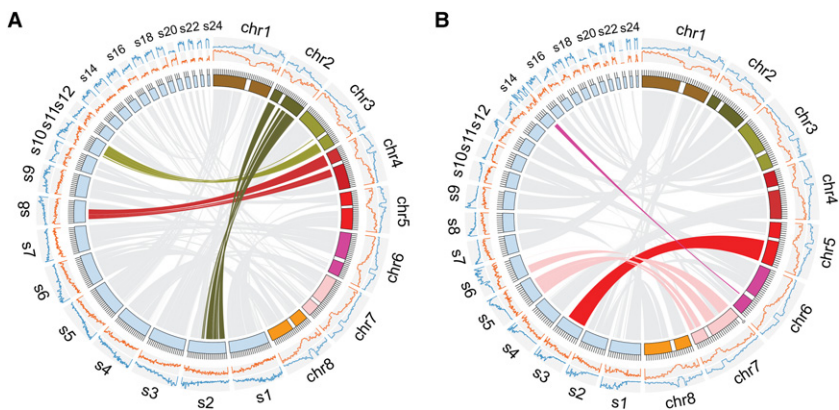 A
chr1
chr2
chr3
chr4
chr5
chr6
chr7
chr8
s1
s2
s3
s4
s5
s6
s7
s8
s9
s10
s11
s12
s14
s16
s18
s20
s22
s24
B
chr1
chr2
chr3
chr4
chr5
chr6
chr7
chr8
s1
s2
s3
s4
s5
s6
s7
s8
s9
s10
s11
s12
s14
s16
s18
s20
s22
s24